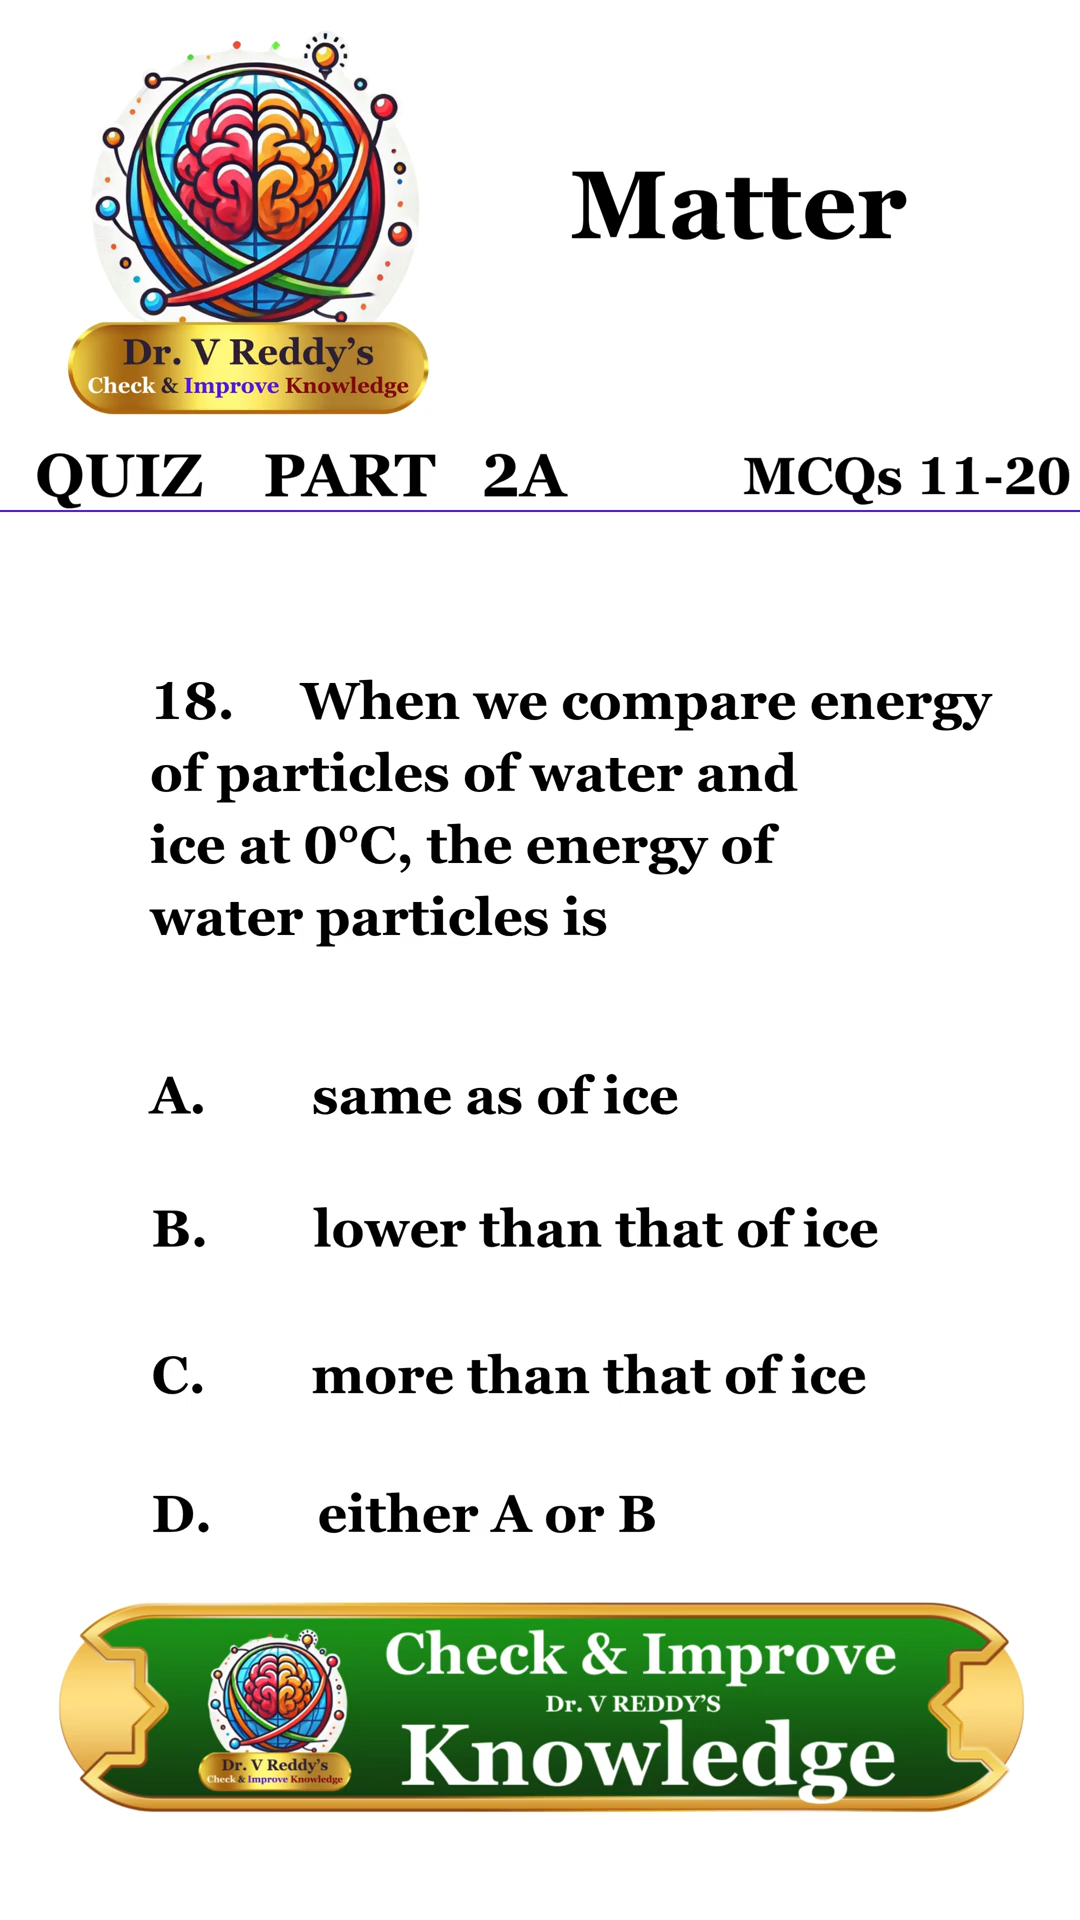 Matter
Dr. V Reddy's
Check & Improve Knowledge
QUIZ PART 2A MCQs 11-20
18. When we compare energy
of particles of water and
ice at 0°C, the energy of
water particles is
A. same as of ice
B. lower than that of ice
C. more than that of ice
D. either A or B
Check & Improve
Dr. V REDDY'S
Knowledge
Dr. V Reddy's
Check & Improve Knowledge